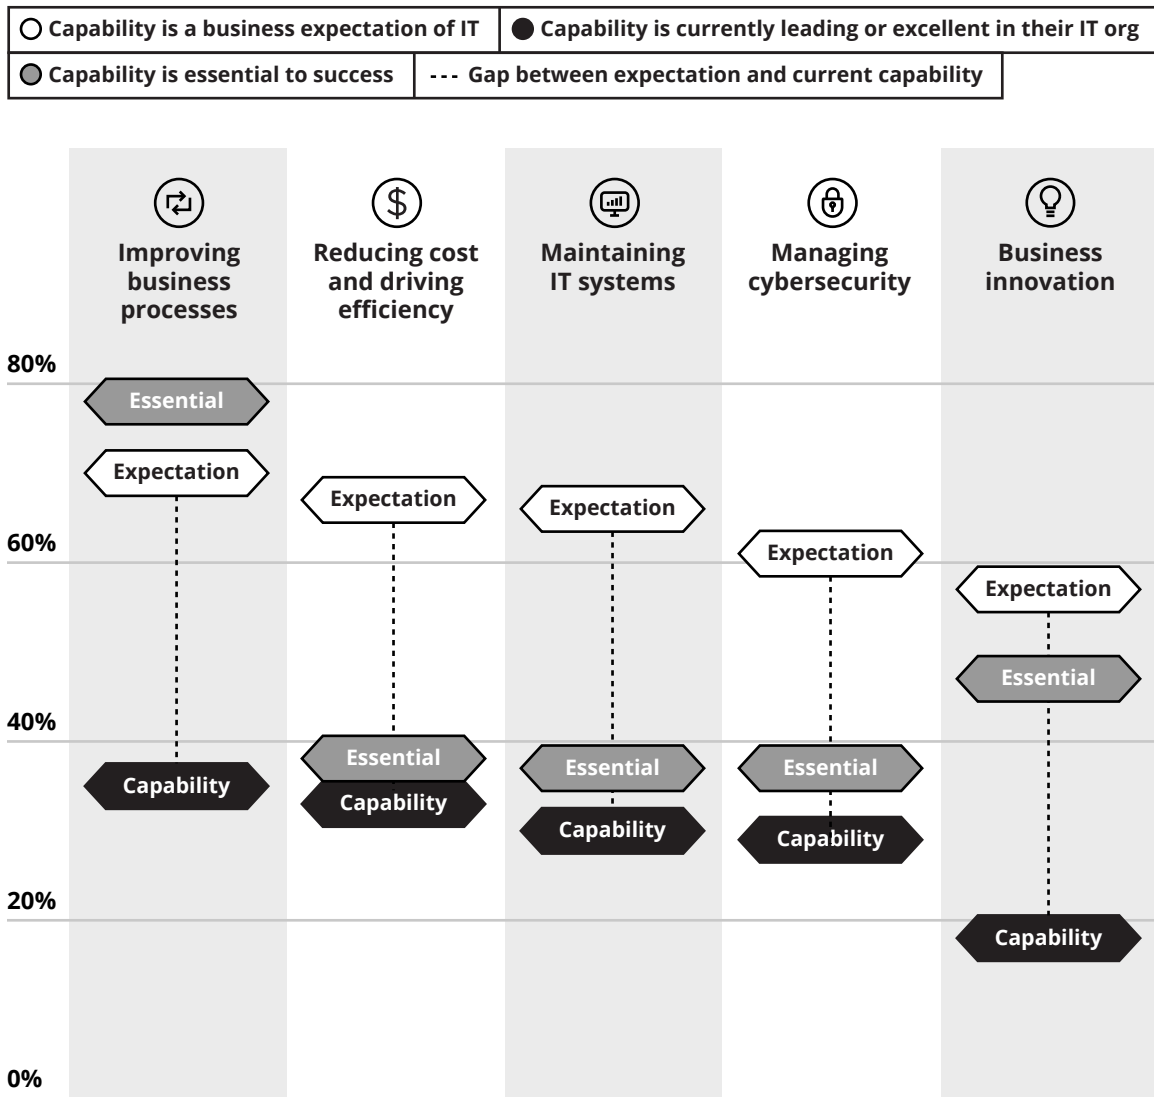 Capability is a business expectation of IT
Capability is currently leading or excellent in their IT org
Capability is essential to success
--- Gap between expectation and current capability
Improving
business
processes
Reducing cost
and driving
efficiency
Maintaining
IT systems
Managing
cybersecurity
Business
innovation
80%
Essential
Expectation
Expectation
Expectation
60%
Expectation
Expectation
Essential
40%
Essential
Essential
Essential
Capability
Capability
Capability
Capability
20%
Capability
0%